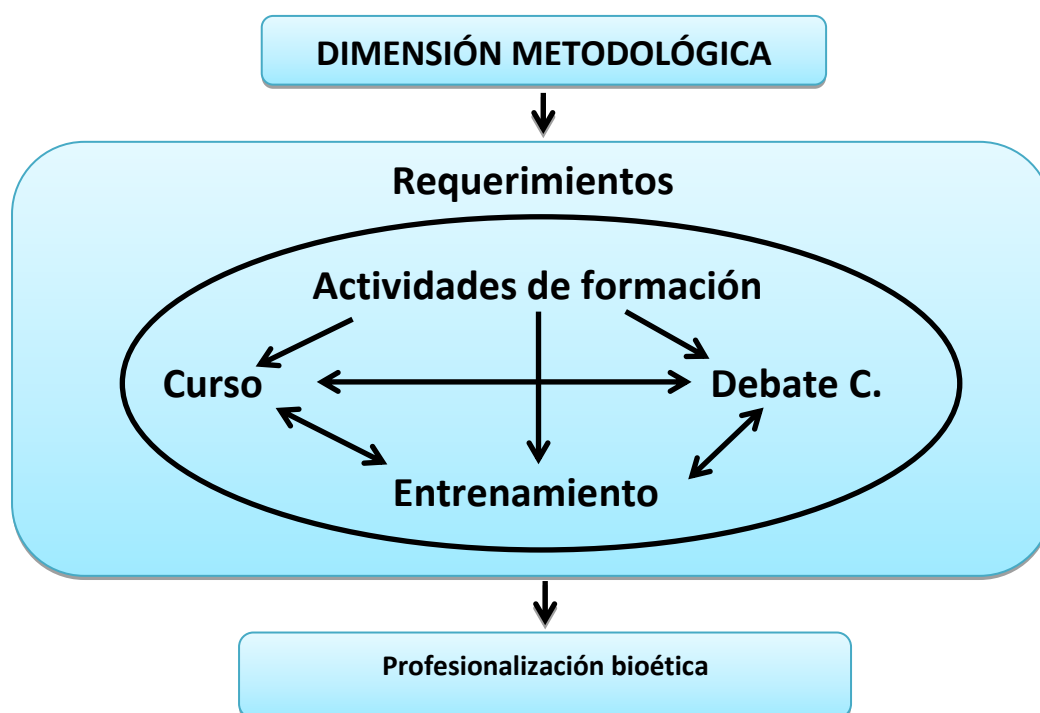 DIMENSIÓN METODOLÓGICA
Requerimientos
Actividades de formación
Curso
Debate C.
Entrenamiento
Profesionalización bioética